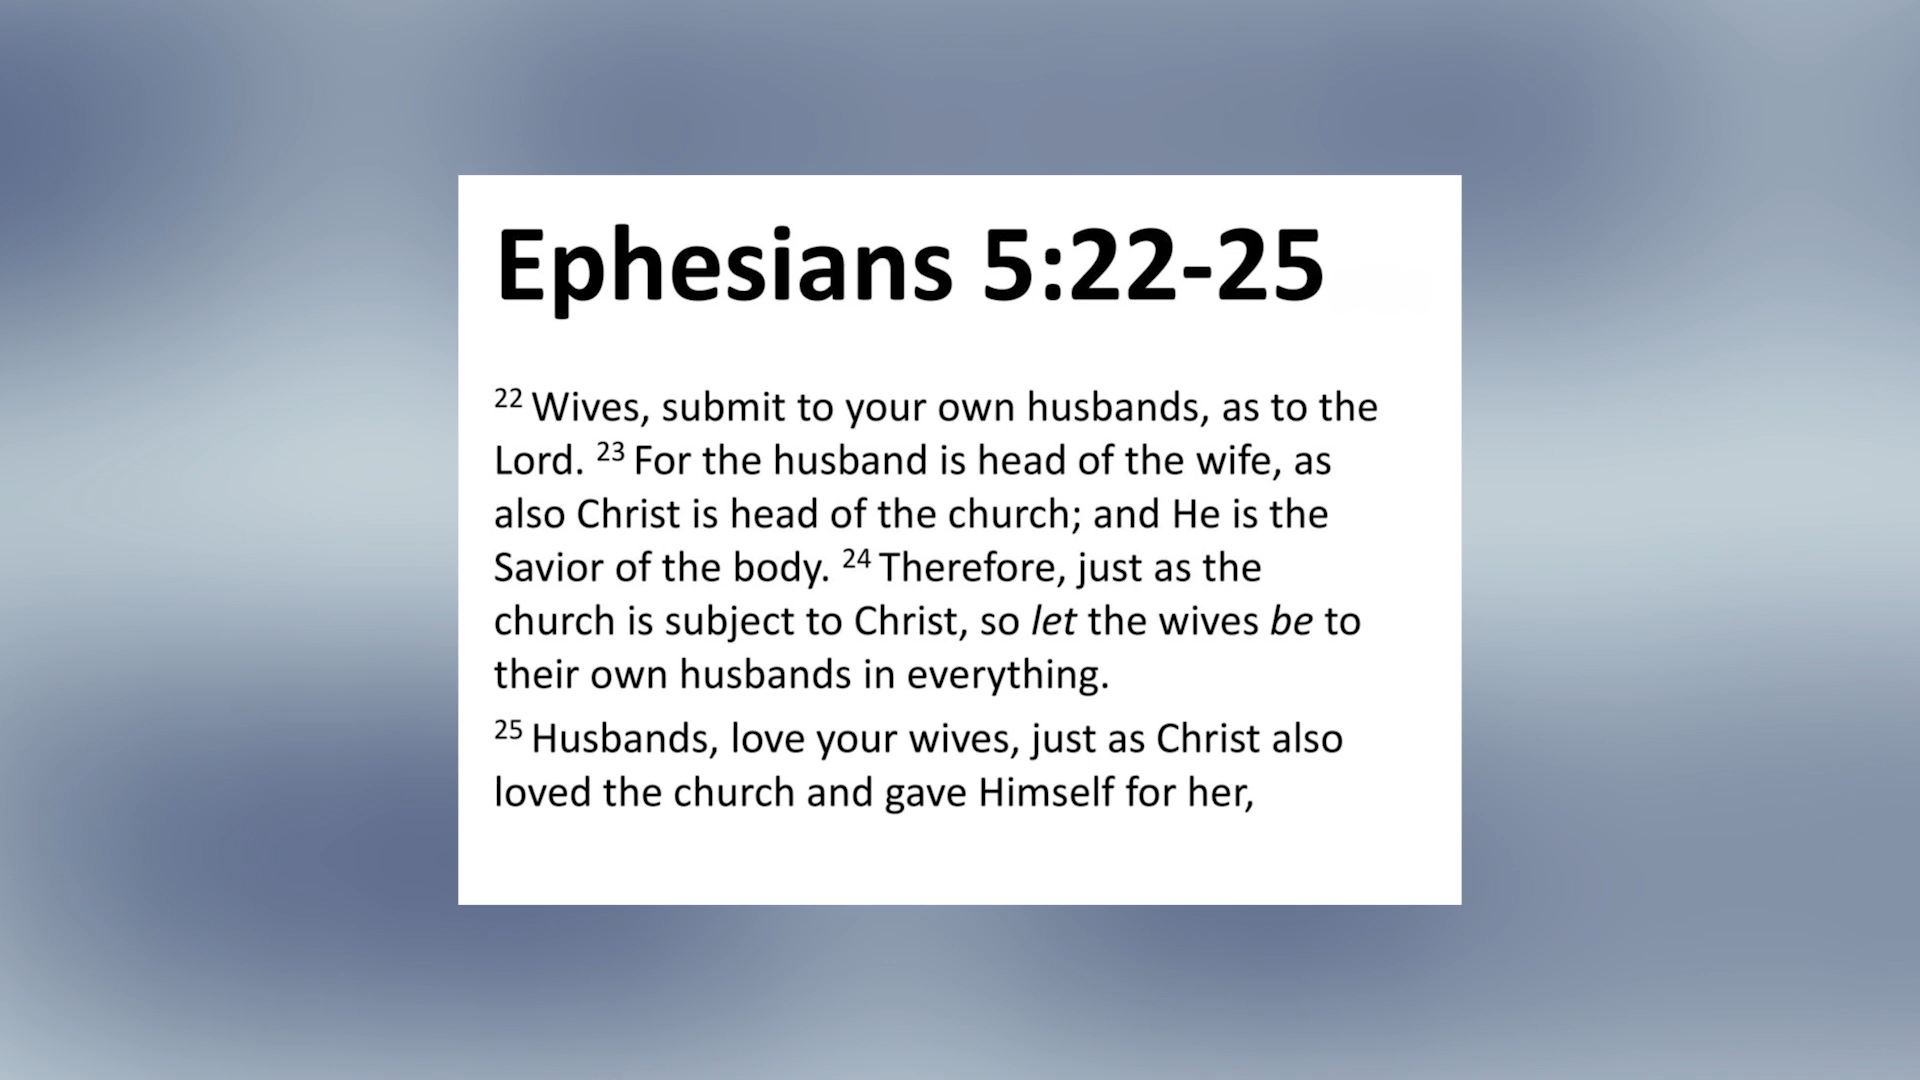 Ephesians 5:22-25
22 Wives, submit to your own husbands, as to the
Lord. 23 For the husband is head of the wife, as
also Christ is head of the church; and He is the
Savior of the body. 24 Therefore, just as the
church is subject to Christ, so let the wives be to
their own husbands in everything.
25 Husbands, love your wives, just as Christ also
loved the church and gave Himself for her,